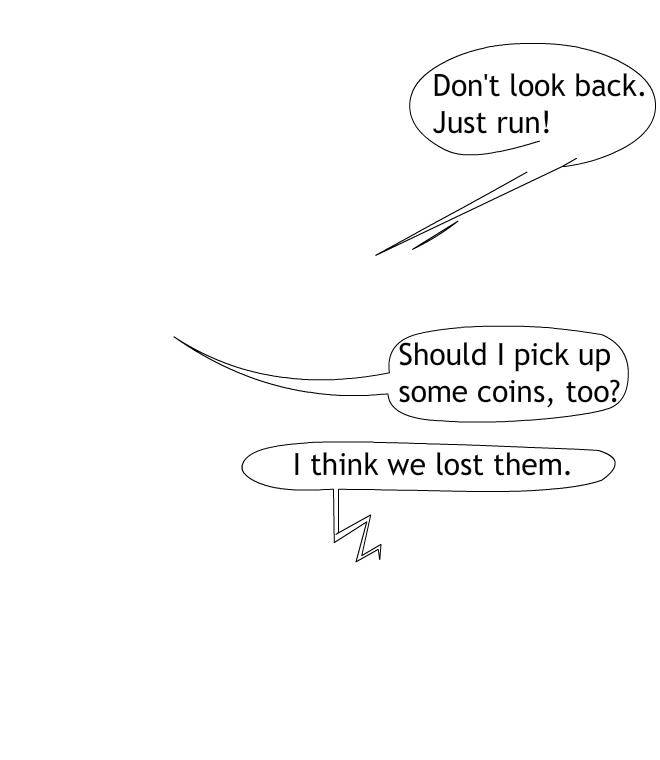 Don't look back.
Just run!
Should I pick up
some coins, too?
I think we lost them.